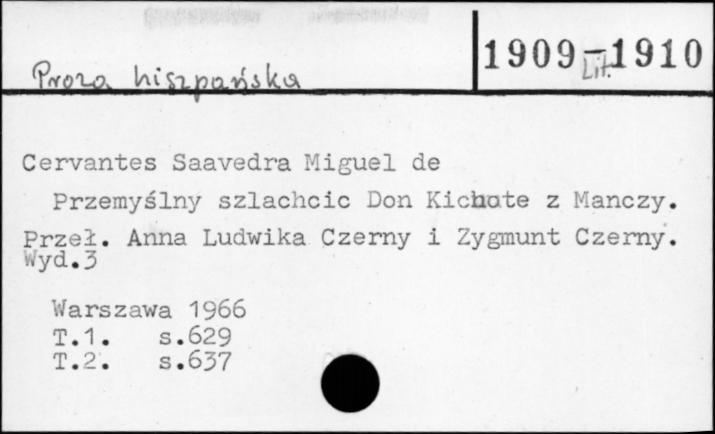 1909-1910
Lit.
Proza hiszpańska
Cervantes Saavedra Miguel de
Przemyślny szlachcic Don Kichote z Manczy.
Przeł. Anna Ludwika Czerny i Zygmunt Czerny.
Wyd.3
Warszawa 1966
T.1. s.629
T.2. s.637